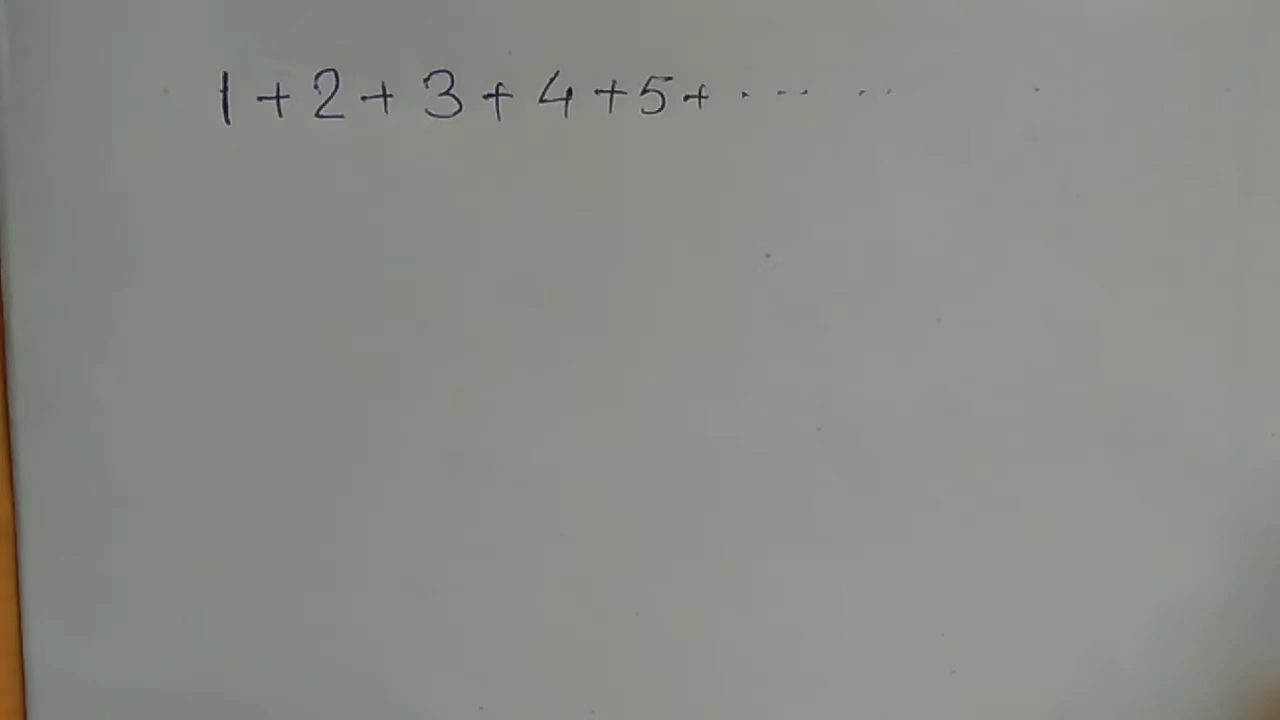 1 + 2 + 3 + 4 + 5 + . . . . .